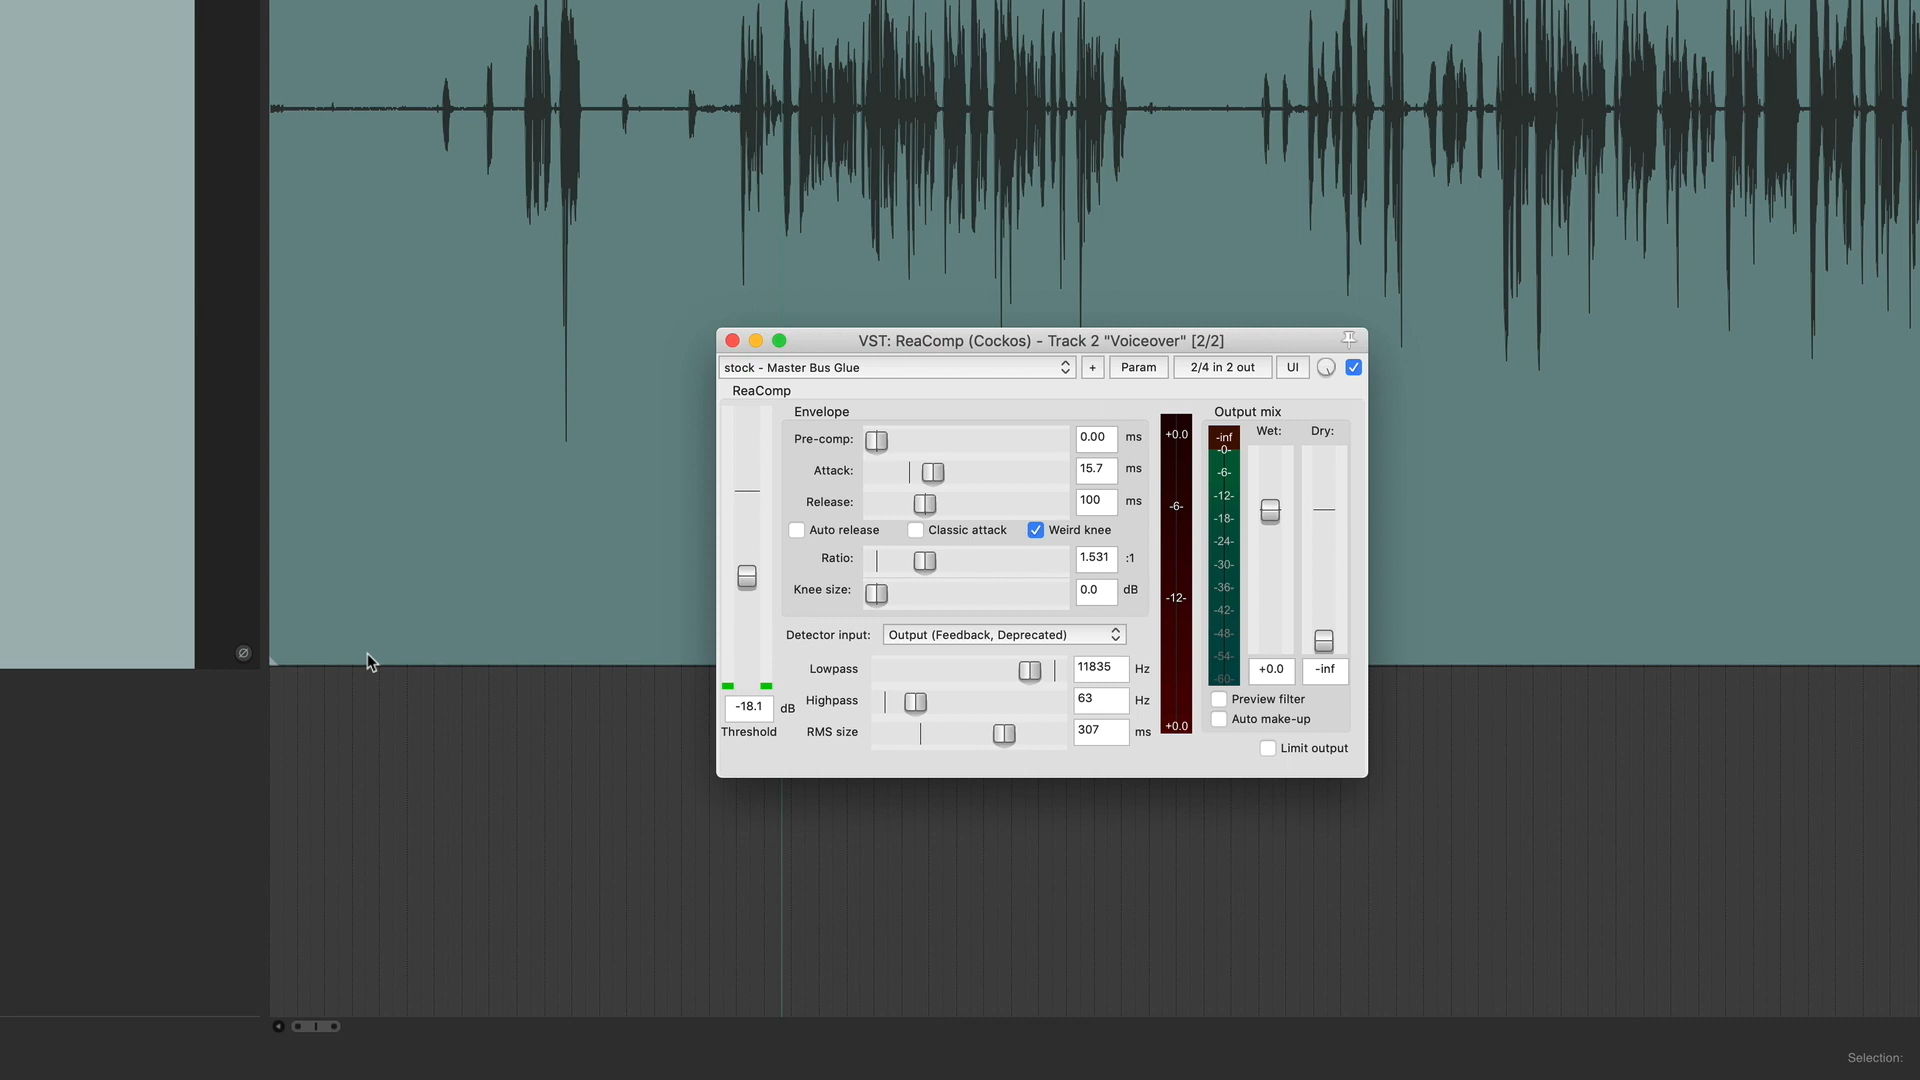 VST: ReaComp (Cockos) - Track 2 "Voiceover" [2/2]
stock - Master Bus Glue
+
Param
2/4 in 2 out
UI
ReaComp
Envelope
Output mix
Pre-comp: 0.00 ms
Attack: 15.7 ms
Release: 100 ms
Auto release
Classic attack
Weird knee
Ratio: 1.531 :1
Knee size: 0.0 dB
Detector input: Output (Feedback, Deprecated)
Lowpass 11835 Hz
Highpass 63 Hz
RMS size 307 ms
-18.1 dB
Threshold
+0.0
-6-
-12-
+0.0
Wet:
Dry:
-inf
-0-
-6-
-12-
-18-
-24-
-30-
-36-
-42-
-48-
-54-
-60-
+0.0
-inf
Preview filter
Auto make-up
Limit output
Selection: